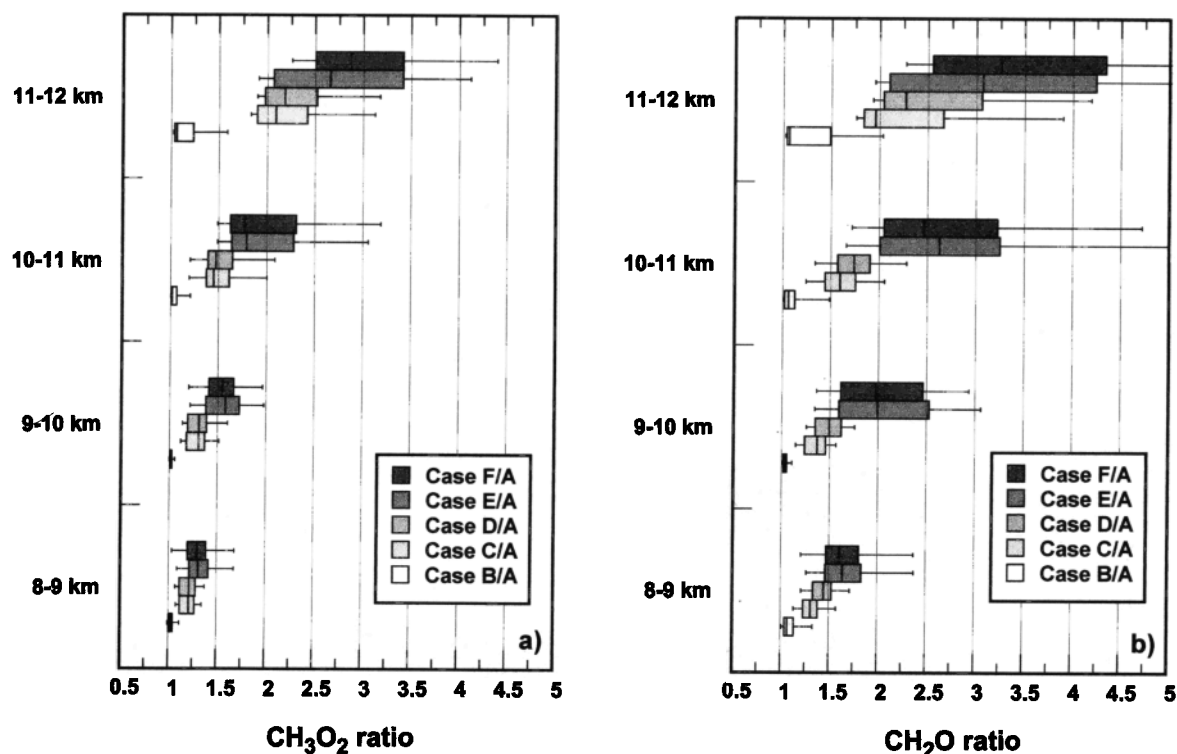 11-12 km
10-11 km
9-10 km
8-9 km
Case F/A
Case E/A
Case D/A
Case C/A
Case B/A
a)
0.5 1 1.5 2 2.5 3 3.5 4 4.5 5
CH₃O₂ ratio
11-12 km
10-11 km
9-10 km
8-9 km
Case F/A
Case E/A
Case D/A
Case C/A
Case B/A
b)
0.5 1 1.5 2 2.5 3 3.5 4 4.5 5
CH₂O ratio